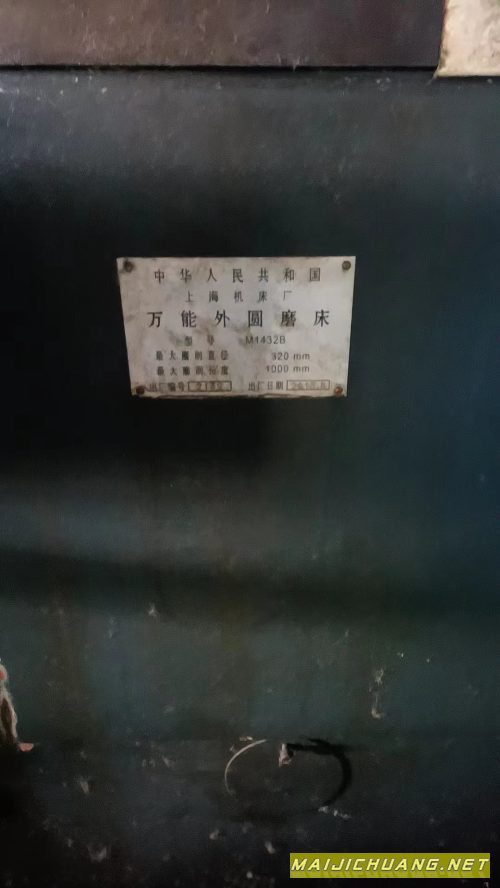 中华人民共和国
上海机床厂
万能外圆磨床
型号 M1432B
最大磨削直径 320 mm
最大磨削长度 1000 mm
出厂编号
出厂日期
MAIJICHUANG.NET